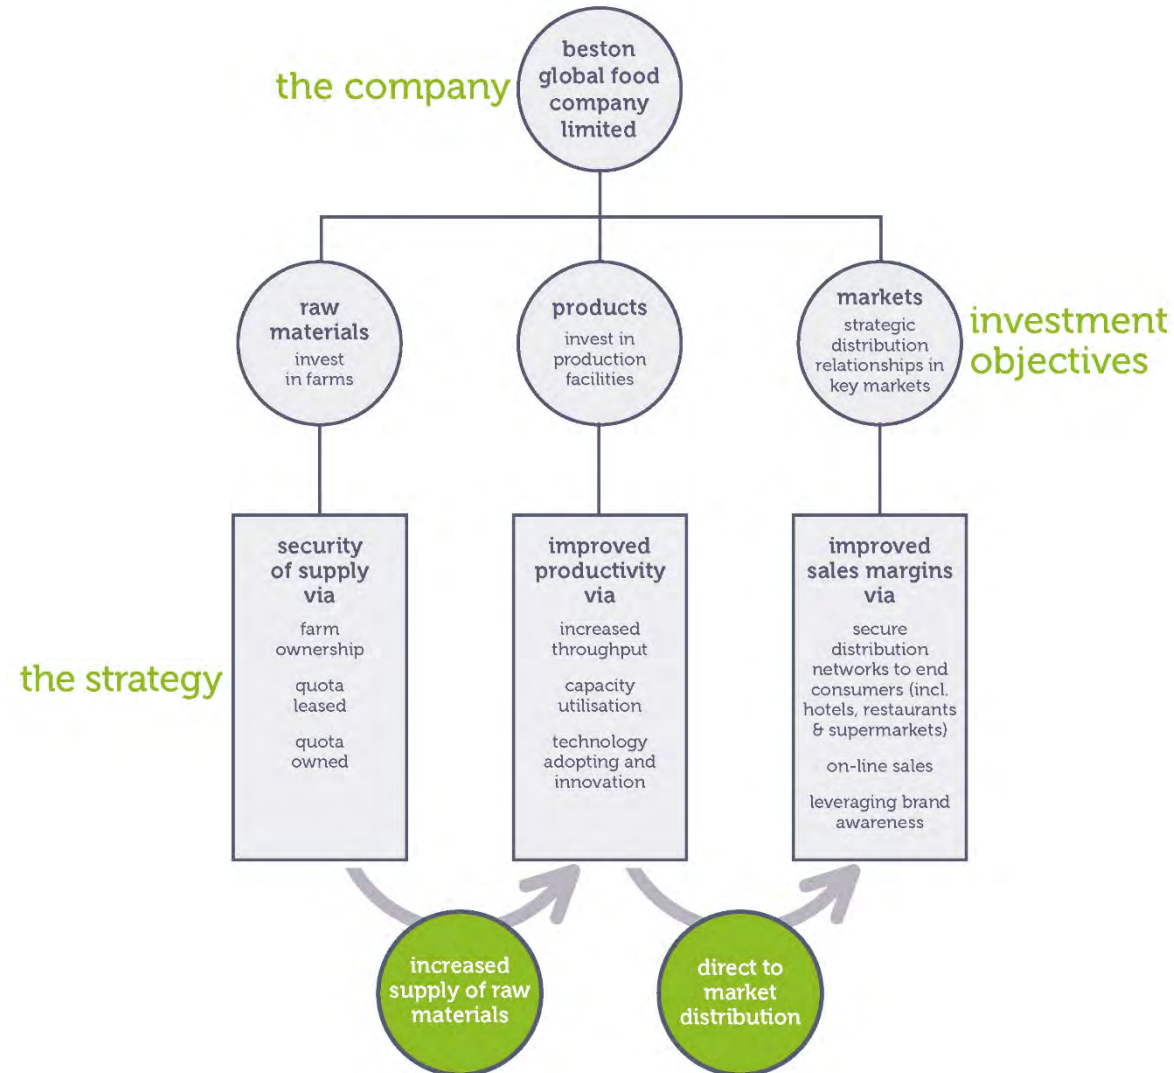 the company
beston
global food
company
limited
raw
materials
invest
in farms
products
invest in
production
facilities
markets
strategic
distribution
relationships in
key markets
investment
objectives
the strategy
security
of supply
via
farm
ownership
quota
leased
quota
owned
improved
productivity
via
increased
throughput
capacity
utilisation
technology
adopting and
innovation
improved
sales margins
via
secure
distribution
networks to end
consumers (incl.
hotels, restaurants
& supermarkets)
on-line sales
leveraging brand
awareness
increased
supply of raw
materials
direct to
market
distribution